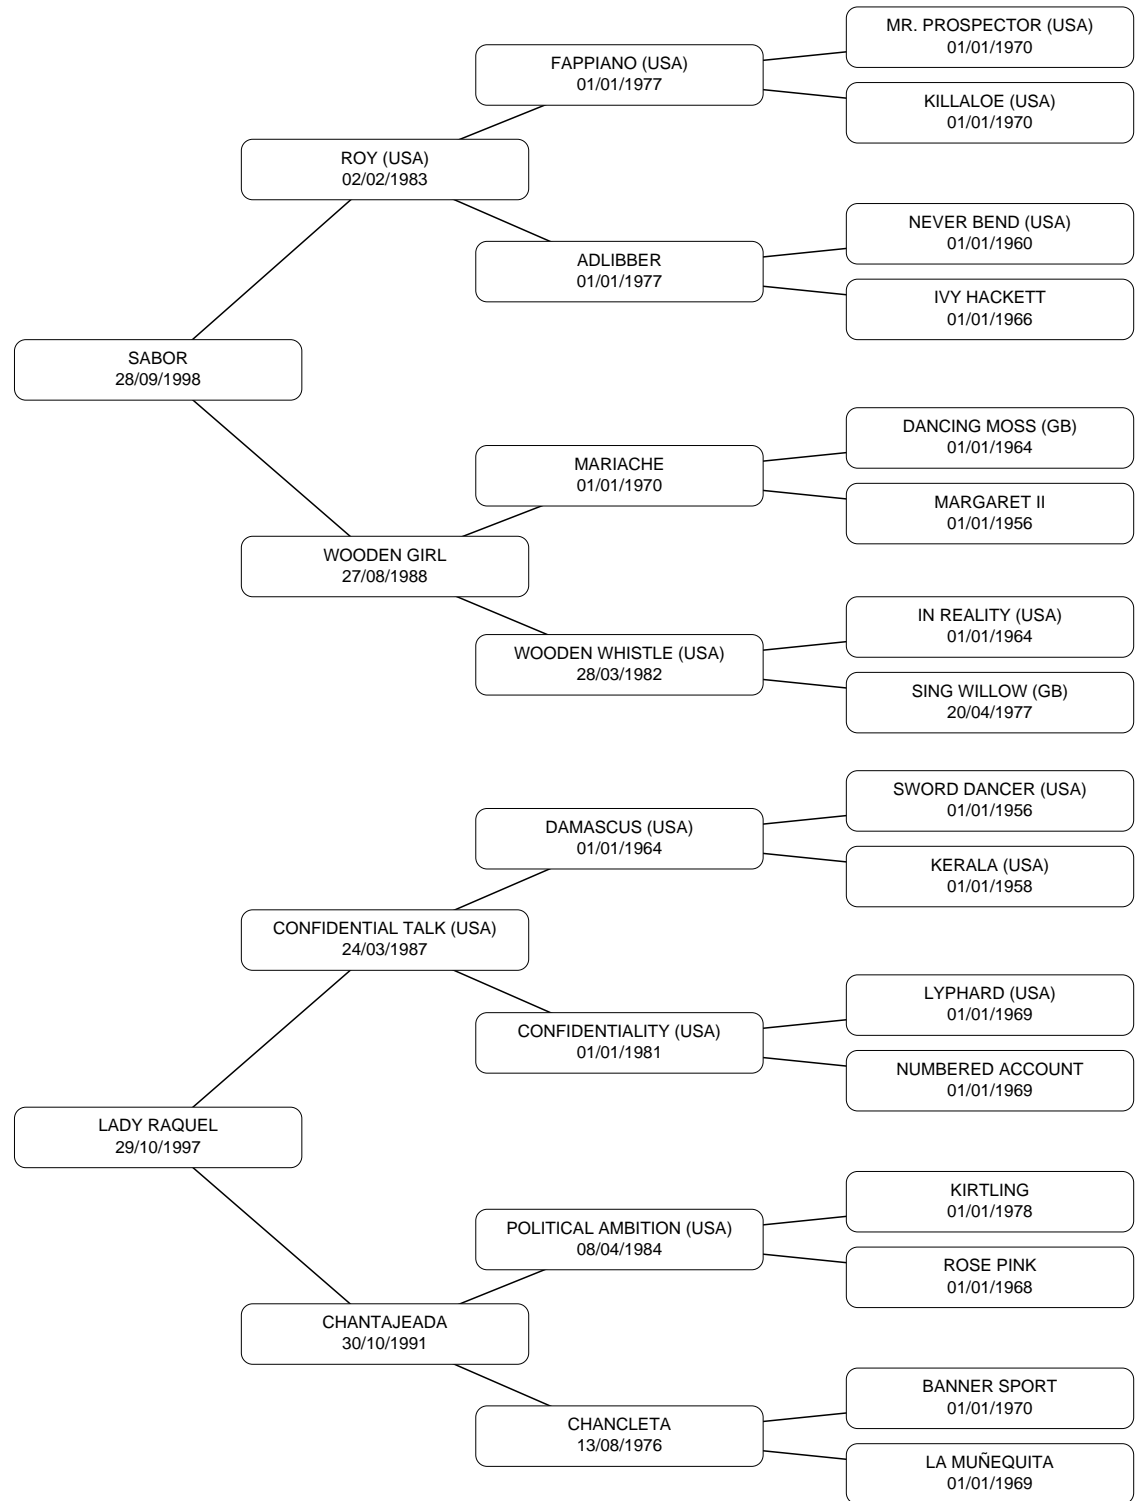 MR. PROSPECTOR (USA)
01/01/1970
FAPPIANO (USA)
01/01/1977
KILLALOE (USA)
01/01/1970
ROY (USA)
02/02/1983
NEVER BEND (USA)
01/01/1960
ADLIBBER
01/01/1977
IVY HACKETT
01/01/1966
SABOR
28/09/1998
DANCING MOSS (GB)
01/01/1964
MARIACHE
01/01/1970
MARGARET II
01/01/1956
WOODEN GIRL
27/08/1988
IN REALITY (USA)
01/01/1964
WOODEN WHISTLE (USA)
28/03/1982
SING WILLOW (GB)
20/04/1977
SWORD DANCER (USA)
01/01/1956
DAMASCUS (USA)
01/01/1964
KERALA (USA)
01/01/1958
CONFIDENTIAL TALK (USA)
24/03/1987
LYPHARD (USA)
01/01/1969
CONFIDENTIALITY (USA)
01/01/1981
NUMBERED ACCOUNT
01/01/1969
LADY RAQUEL
29/10/1997
KIRTLING
01/01/1978
POLITICAL AMBITION (USA)
08/04/1984
ROSE PINK
01/01/1968
CHANTAJEADA
30/10/1991
BANNER SPORT
01/01/1970
CHANCLETA
13/08/1976
LA MUÑEQUITA
01/01/1969